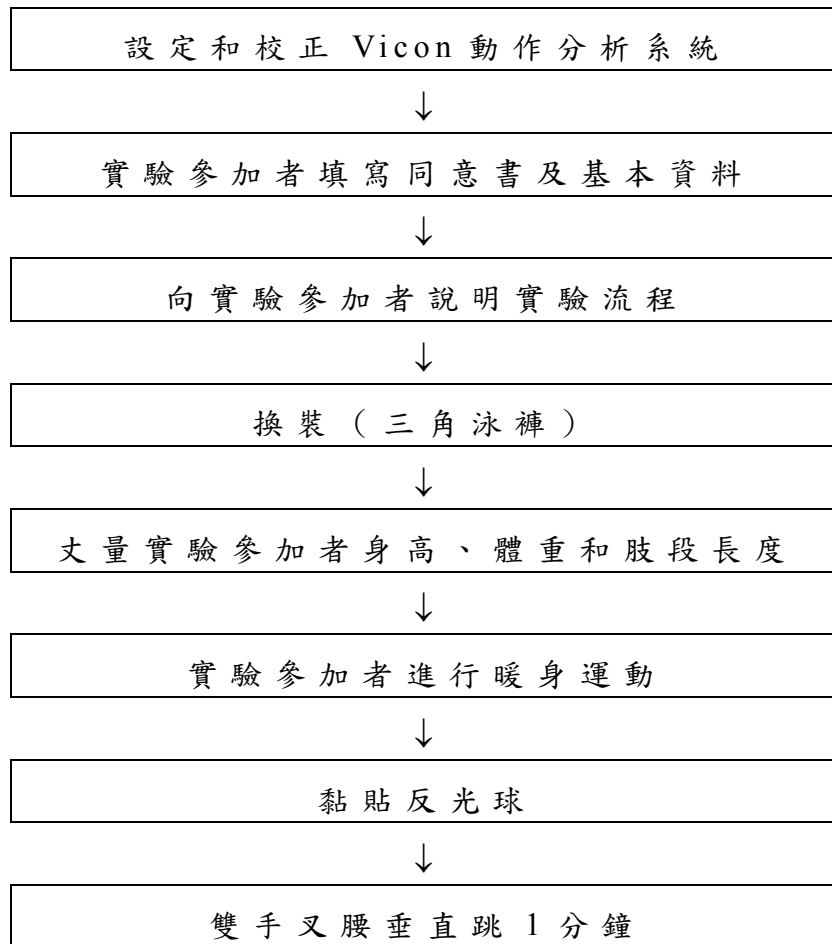 設定和校正 Vicon 動作分析系統
↓
實驗參加者填寫同意書及基本資料
↓
向實驗參加者說明實驗流程
↓
換裝（三角泳褲）
↓
丈量實驗參加者身高、體重和肢段長度
↓
實驗參加者進行暖身運動
↓
黏貼反光球
↓
雙手叉腰垂直跳 1 分鐘